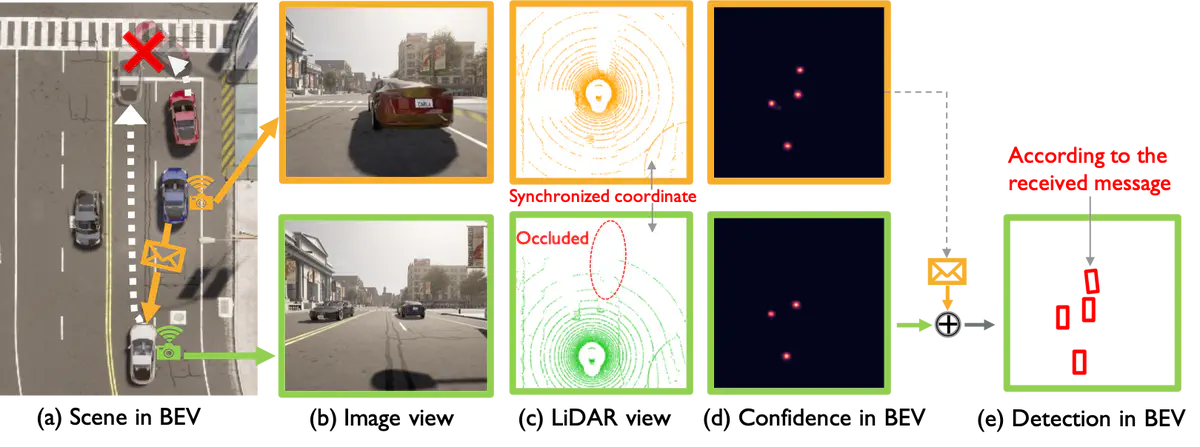 Synchronized coordinate
Occluded
According to the
received message
(a) Scene in BEV
(b) Image view
(c) LiDAR view
(d) Confidence in BEV
(e) Detection in BEV